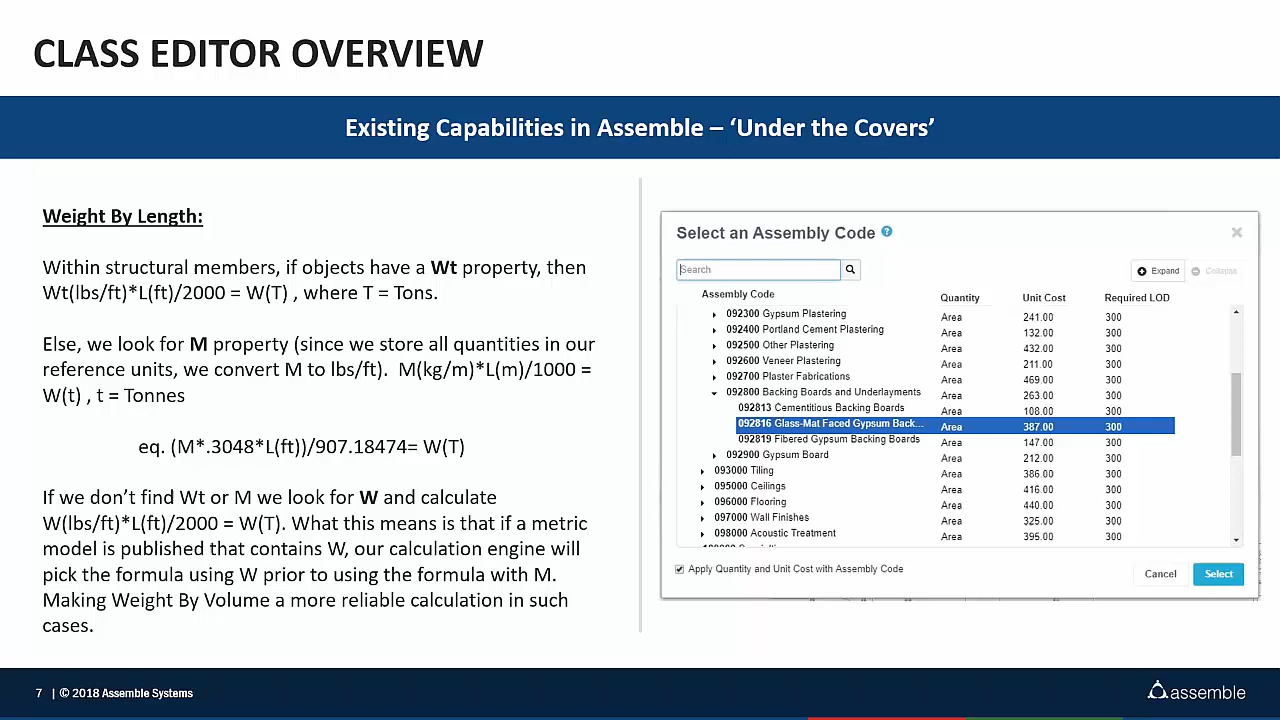 CLASS EDITOR OVERVIEW
Existing Capabilities in Assemble – ‘Under the Covers’
Weight By Length:
Within structural members, if objects have a Wt property, then
Wt(lbs/ft)*L(ft)/2000 = W(T) , where T = Tons.
Else, we look for M property (since we store all quantities in our
reference units, we convert M to lbs/ft).  M(kg/m)*L(m)/1000 =
W(t) , t = Tonnes
eq. (M*.3048*L(ft))/907.18474= W(T)
If we don’t find Wt or M we look for W and calculate
W(lbs/ft)*L(ft)/2000 = W(T). What this means is that if a metric
model is published that contains W, our calculation engine will
pick the formula using W prior to using the formula with M.
Making Weight By Volume a more reliable calculation in such
cases.
Select an Assembly Code ?
Search
Expand Collapse
Assembly Code Quantity Unit Cost Required LOD
092300 Gypsum Plastering Area 241.00 300
092400 Portland Cement Plastering Area 132.00 300
092500 Other Plastering Area 432.00 300
092600 Veneer Plastering Area 211.00 300
092700 Plaster Fabrications Area 469.00 300
092800 Backing Boards and Underlayments Area 263.00 300
092813 Cementitious Backing Boards Area 108.00 300
092816 Glass-Mat Faced Gypsum Back... Area 387.00 300
092819 Fibered Gypsum Backing Boards Area 147.00 300
092900 Gypsum Board Area 212.00 300
093000 Tiling Area 386.00 300
095000 Ceilings Area 416.00 300
096000 Flooring Area 440.00 300
097000 Wall Finishes Area 325.00 300
098000 Acoustic Treatment Area 395.00 300
Apply Quantity and Unit Cost with Assembly Code
Cancel Select
7 | © 2018 Assemble Systems
assemble